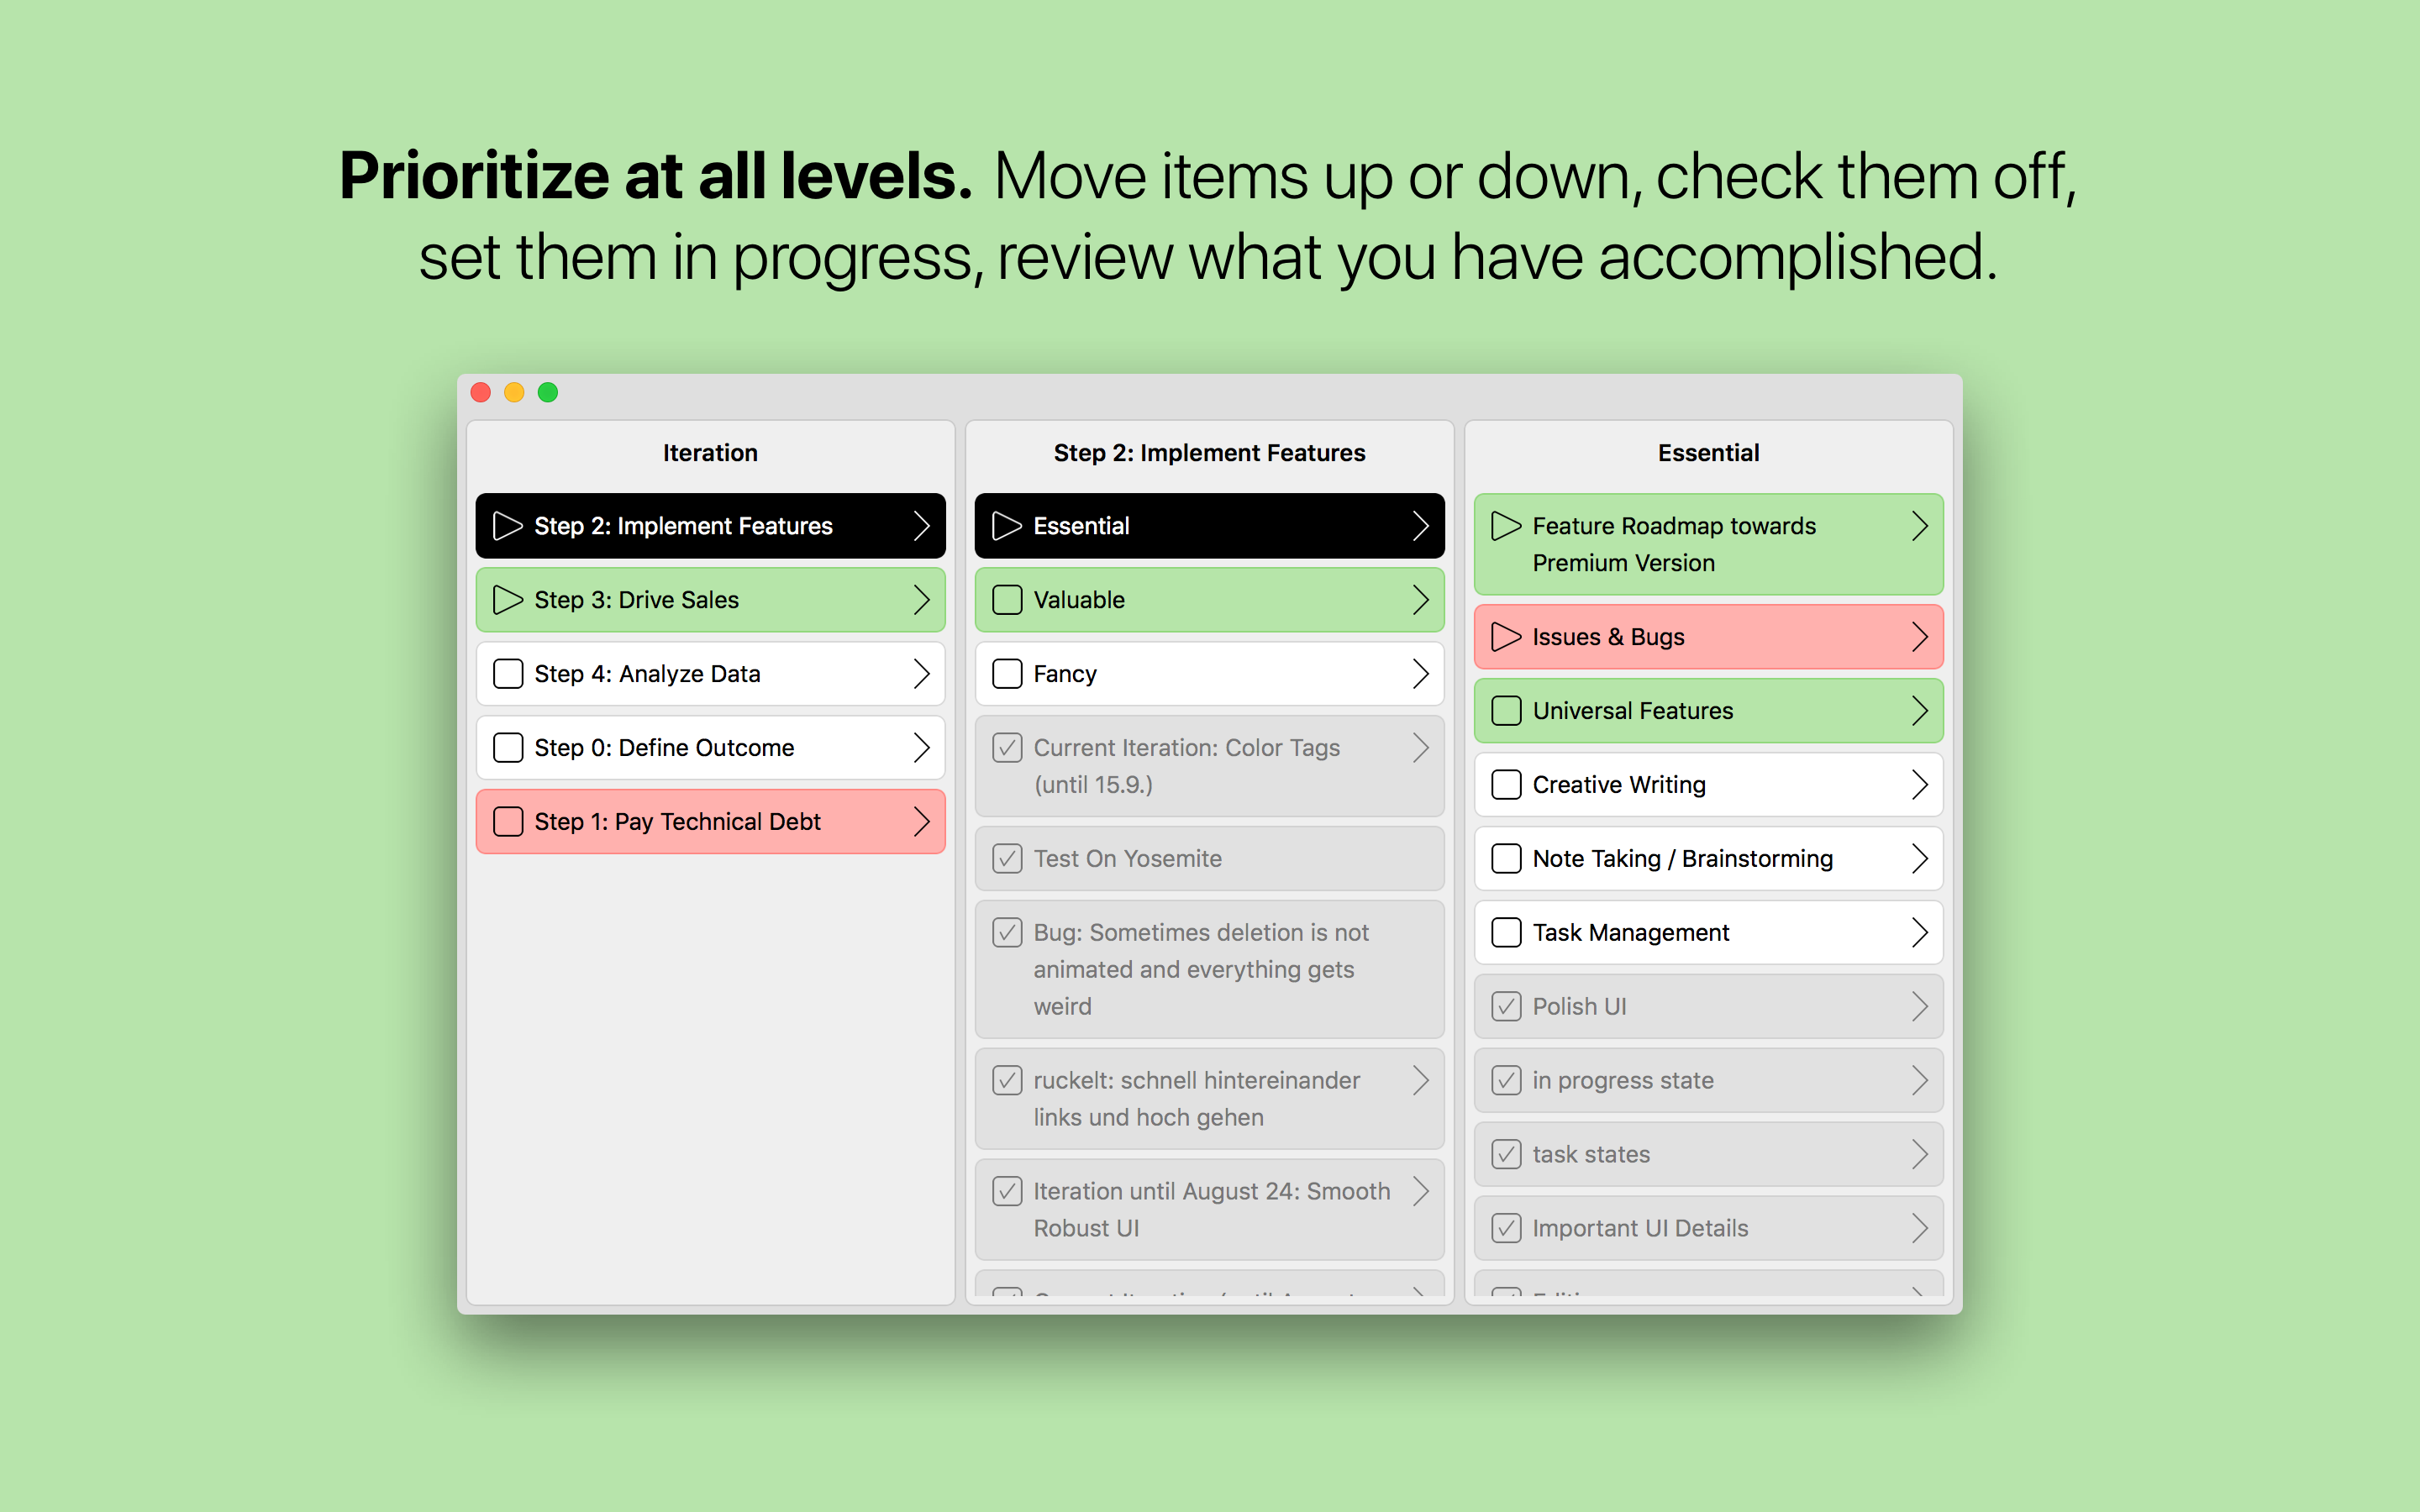 Prioritize at all levels. Move items up or down, check them off,
set them in progress, review what you have accomplished.
Iteration
Step 2: Implement Features
Step 3: Drive Sales
Step 4: Analyze Data
Step 0: Define Outcome
Step 1: Pay Technical Debt
Step 2: Implement Features
Essential
Valuable
Fancy
Current Iteration: Color Tags
(until 15.9.)
Test On Yosemite
Bug: Sometimes deletion is not
animated and everything gets
weird
ruckelt: schnell hintereinander
links und hoch gehen
Iteration until August 24: Smooth
Robust UI
Essential
Feature Roadmap towards
Premium Version
Issues & Bugs
Universal Features
Creative Writing
Note Taking / Brainstorming
Task Management
Polish UI
in progress state
task states
Important UI Details